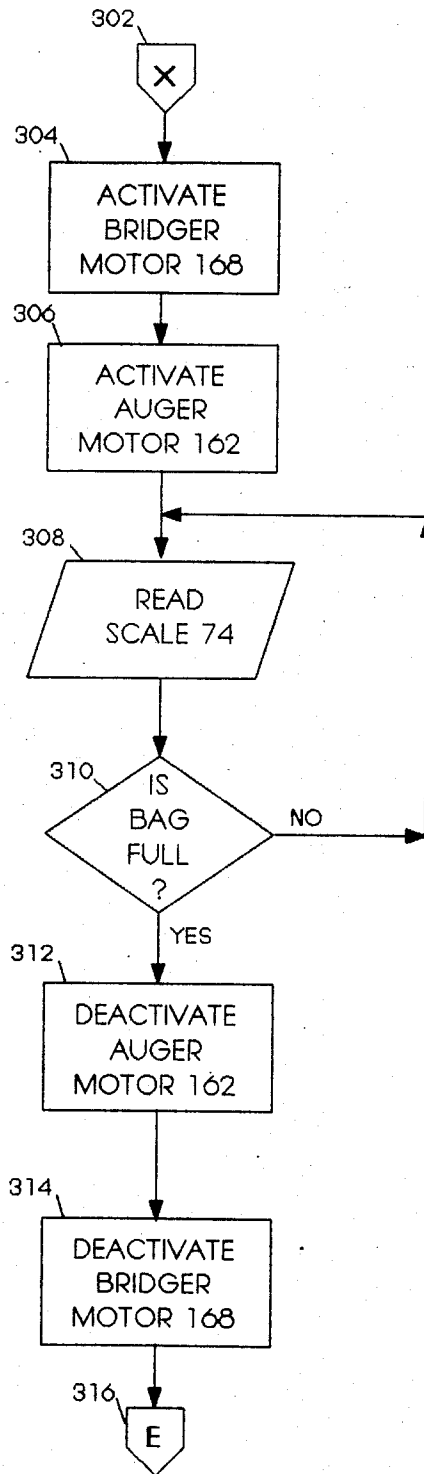 302
X
304
ACTIVATE
BRIDGER
MOTOR 168
306
ACTIVATE
AUGER
MOTOR 162
308
READ
SCALE 74
310
IS
BAG
FULL
?
NO
YES
312
DEACTIVATE
AUGER
MOTOR 162
314
DEACTIVATE
BRIDGER
MOTOR 168
316
E